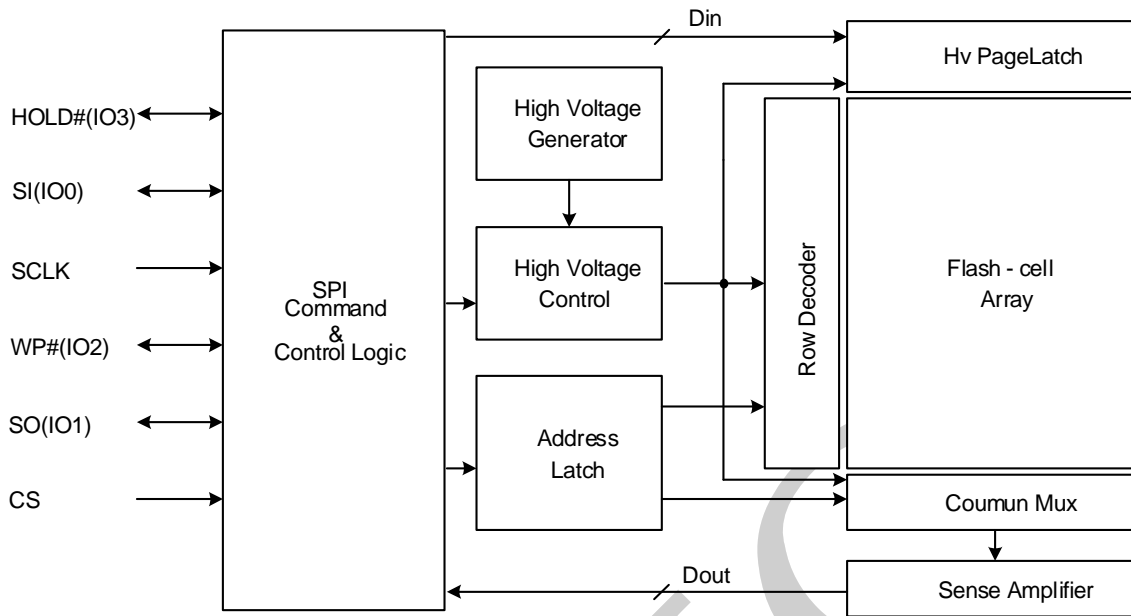 Din
Hv PageLatch
High Voltage
Generator
HOLD#(IO3)
SI(IO0)
SCLK
WP#(IO2)
SO(IO1)
CS
SPI
Command
&
Control Logic
High Voltage
Control
Row Decoder
Flash - cell
Array
Address
Latch
Coumun Mux
Dout
Sense Amplifier